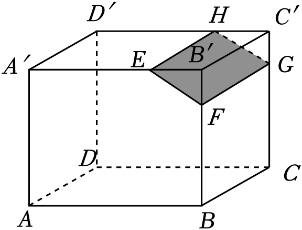 D′ H C′
A′ E B′ G
F
D C
A B